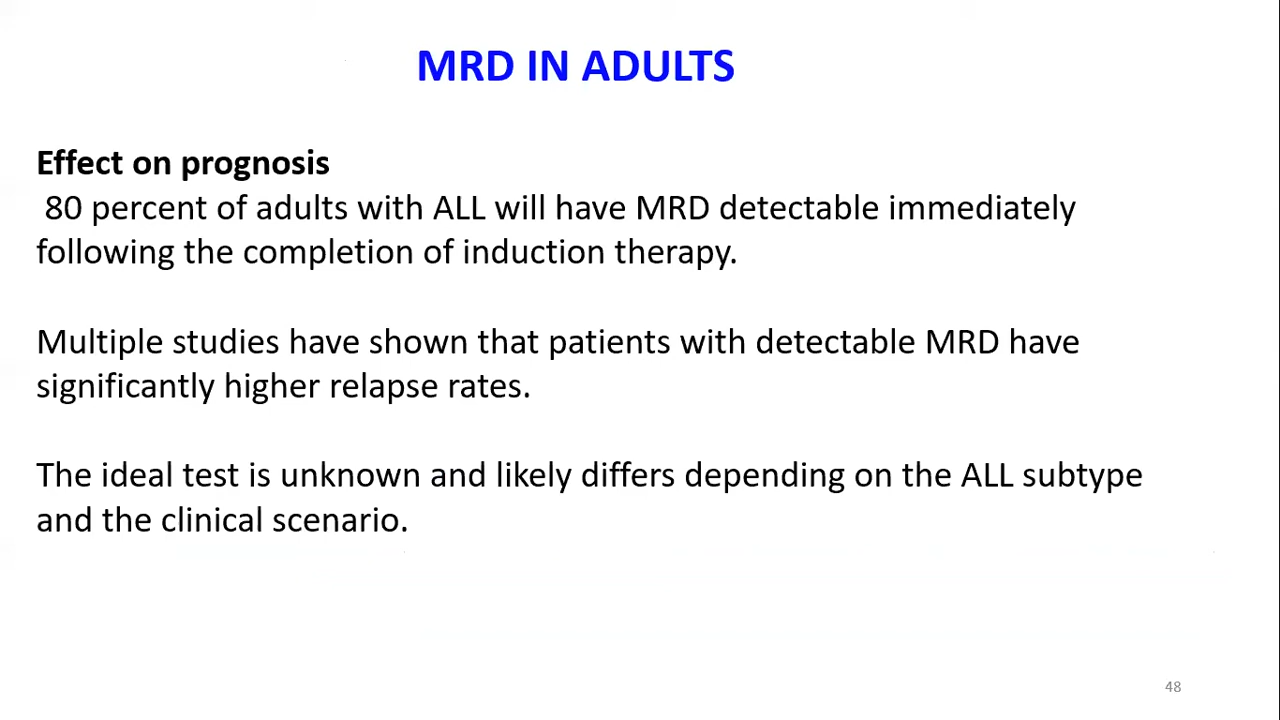 MRD IN ADULTS
Effect on prognosis
80 percent of adults with ALL will have MRD detectable immediately
following the completion of induction therapy.
Multiple studies have shown that patients with detectable MRD have
significantly higher relapse rates.
The ideal test is unknown and likely differs depending on the ALL subtype
and the clinical scenario.
48